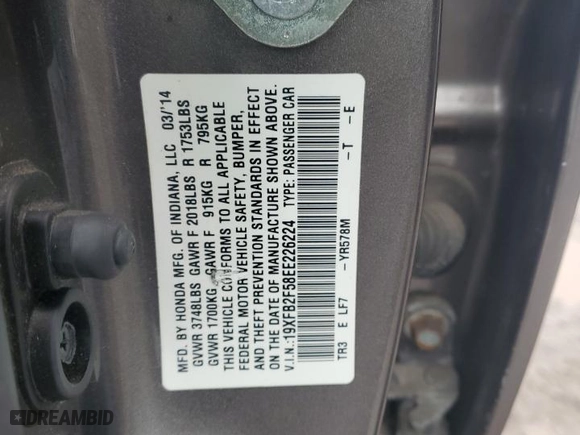 MFD. BY HONDA MFG. OF INDIANA, LLC 03/'14
GVWR 3748LBS GAWR F 2018LBS R 1753LBS
GVWR 1700KG GAWR F 915KG R 795KG
THIS VEHICLE CONFORMS TO ALL APPLICABLE
FEDERAL MOTOR VEHICLE SAFETY, BUMPER,
AND THEFT PREVENTION STANDARDS IN EFFECT
ON THE DATE OF MANUFACTURE SHOWN ABOVE.
V.I.N.: 19XFB2F58EE226224 TYPE: PASSENGER CAR
TR3 E LF7 -YR578M -T -E
DREAMBID